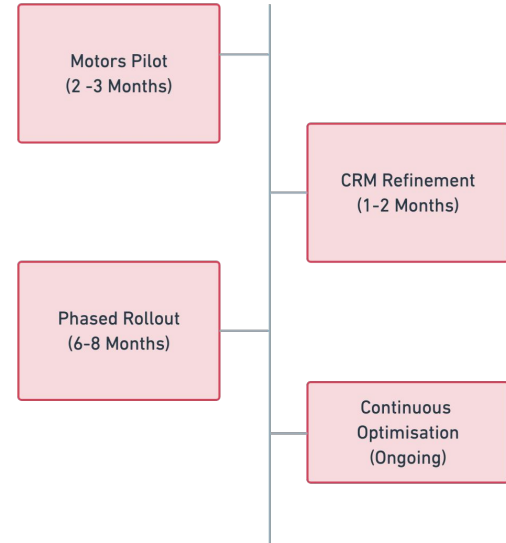 Motors Pilot
(2 -3 Months)
CRM Refinement
(1-2 Months)
Phased Rollout
(6-8 Months)
Continuous
Optimisation
(Ongoing)